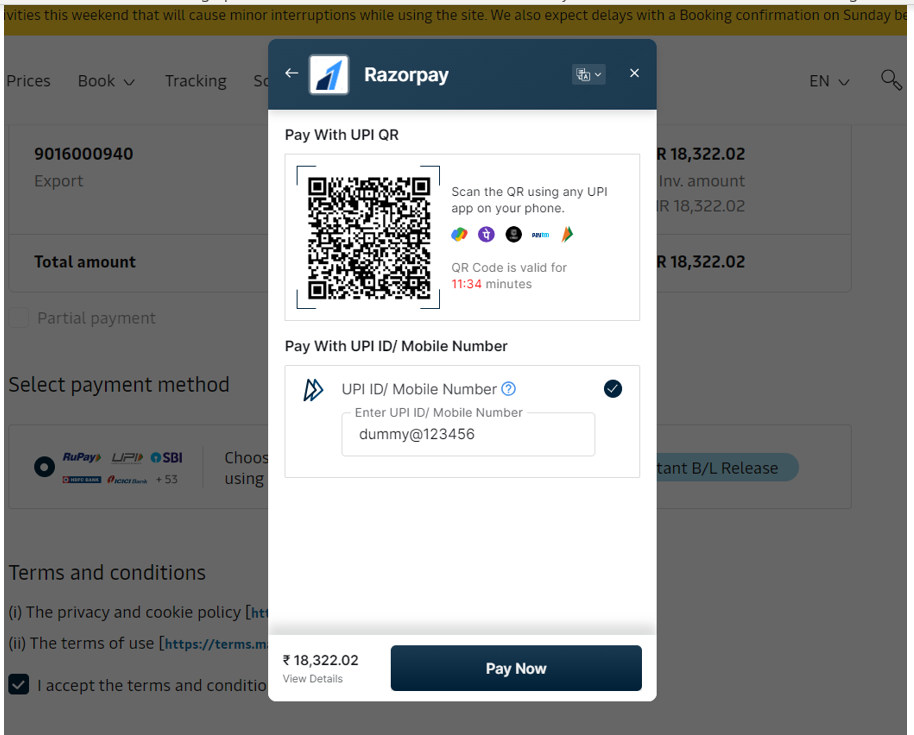 ivities this weekend that will cause minor interruptions while using the site. We also expect delays with a Booking confirmation on Sunday be
Prices Book Tracking Sc EN
Razorpay
Pay With UPI QR
Scan the QR using any UPI
app on your phone.
paytm
QR Code is valid for
11:34 minutes
Pay With UPI ID/ Mobile Number
UPI ID/ Mobile Number
Enter UPI ID/ Mobile Number
dummy@123456
₹ 18,322.02
View Details
Pay Now
9016000940
Export
R 18,322.02
Inv. amount
IR 18,322.02
Total amount
R 18,322.02
Partial payment
Select payment method
RuPay UPI SBI
HDFC BANK ICICI Bank + 53
Choos
using
tant B/L Release
Terms and conditions
(i) The privacy and cookie policy [htt
(ii) The terms of use [https://terms.ma
I accept the terms and conditio